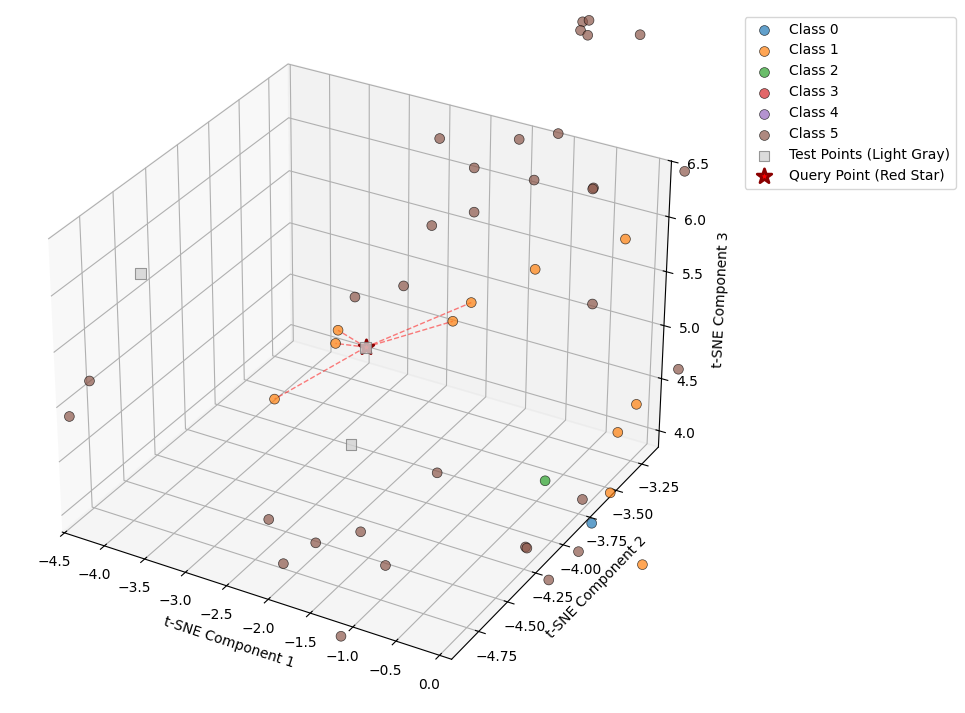 Class 0
Class 1
Class 2
Class 3
Class 4
Class 5
Test Points (Light Gray)
Query Point (Red Star)
6.5
6.0
5.5
5.0
4.5
4.0
t-SNE Component 3
−3.25
−3.50
−3.75
−4.00
−4.25
−4.50
−4.75
t-SNE Component 2
−4.5
−4.0
−3.5
−3.0
−2.5
−2.0
−1.5
−1.0
−0.5
0.0
t-SNE Component 1